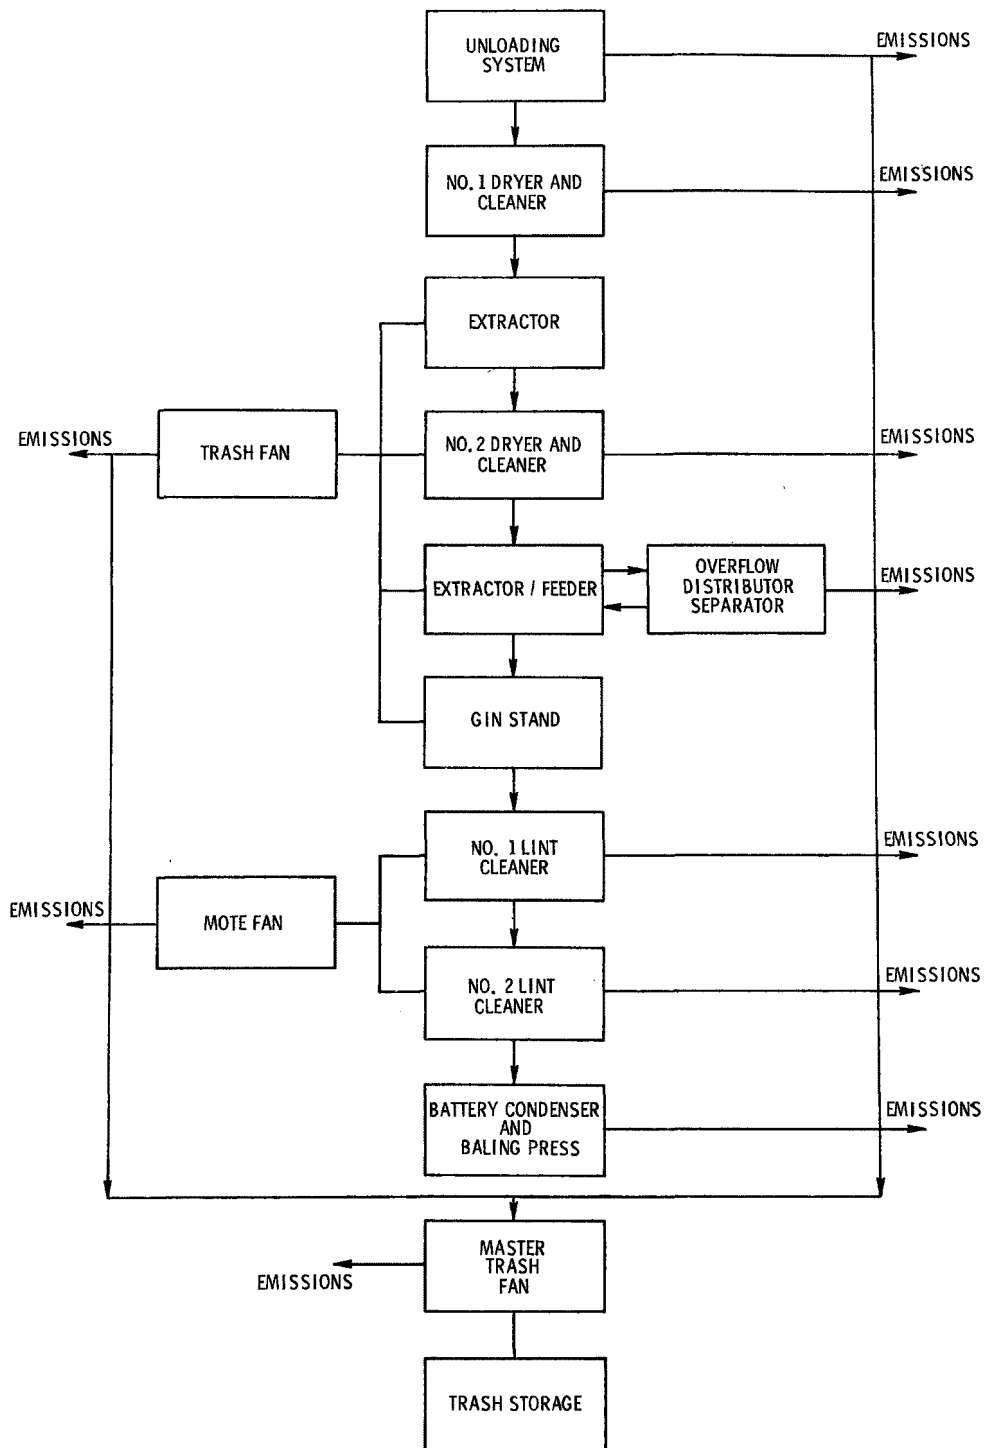 UNLOADING
SYSTEM
EMISSIONS
NO. 1 DRYER AND
CLEANER
EMISSIONS
EXTRACTOR
EMISSIONS
TRASH FAN
NO. 2 DRYER AND
CLEANER
EMISSIONS
EXTRACTOR / FEEDER
OVERFLOW
DISTRIBUTOR
SEPARATOR
EMISSIONS
GIN STAND
NO. 1 LINT
CLEANER
EMISSIONS
EMISSIONS
MOTE FAN
NO. 2 LINT
CLEANER
EMISSIONS
BATTERY CONDENSER
AND
BALING PRESS
EMISSIONS
MASTER
TRASH
FAN
EMISSIONS
TRASH STORAGE